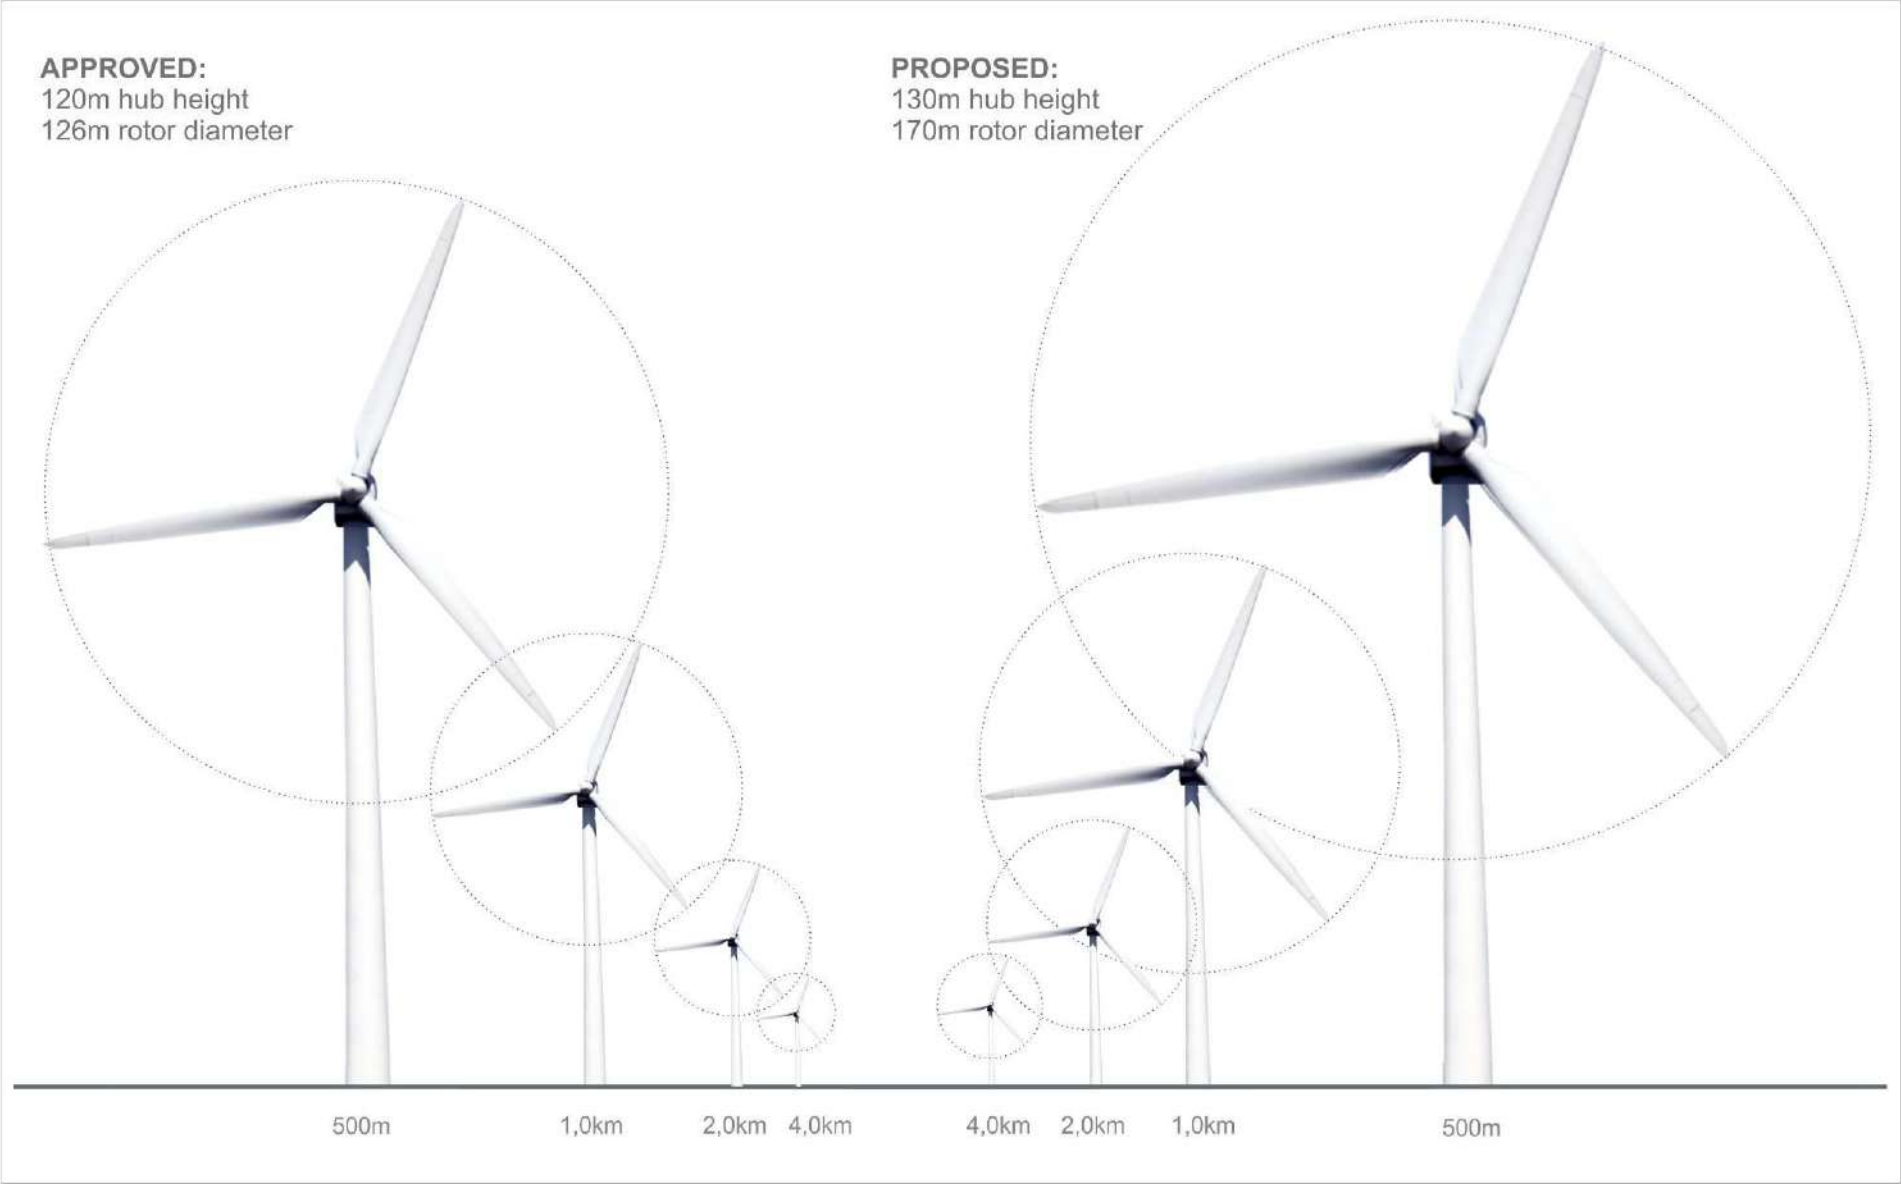 APPROVED:
120m hub height
126m rotor diameter
PROPOSED:
130m hub height
170m rotor diameter
500m
1,0km
2,0km
4,0km
4,0km
2,0km
1,0km
500m